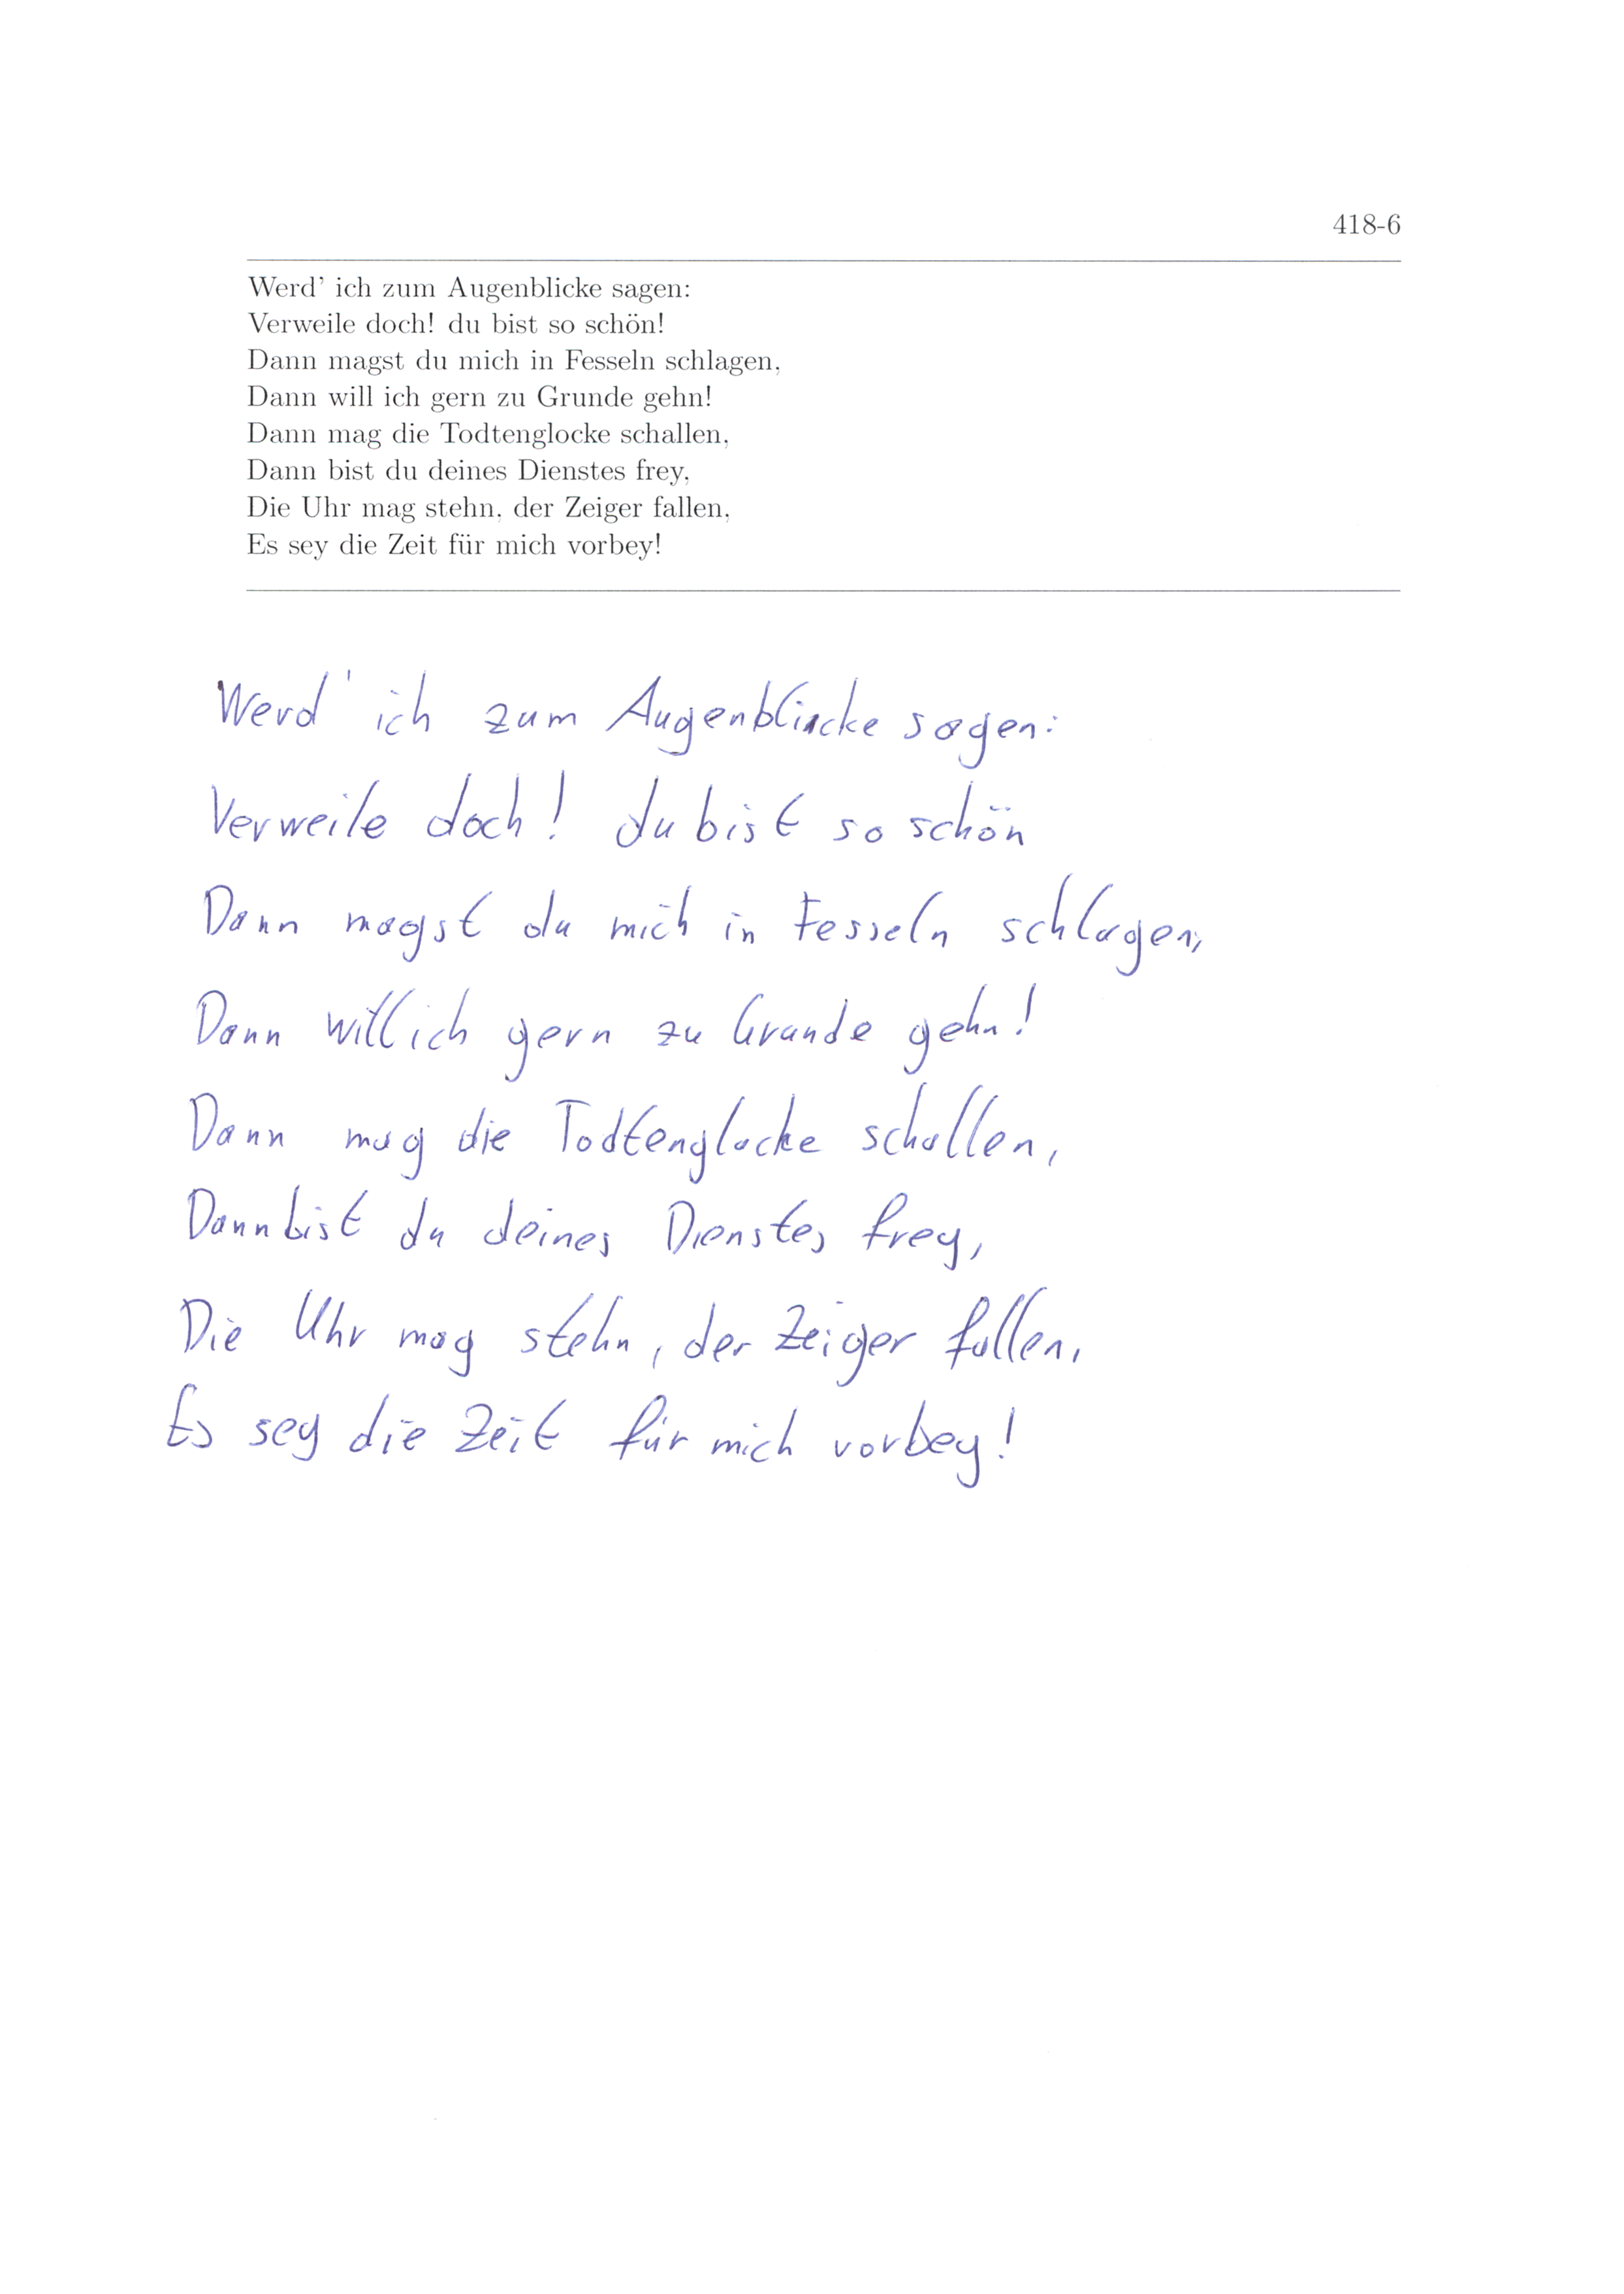 418-6
Werd' ich zum Augenblicke sagen:
Verweile doch! du bist so schön!
Dann magst du mich in Fesseln schlagen,
Dann will ich gern zu Grunde gehn!
Dann mag die Todtenglocke schallen,
Dann bist du deines Dienstes frey,
Die Uhr mag stehn, der Zeiger fallen,
Es sey die Zeit für mich vorbey!
Werd' ich zum Augenblicke sagen:
Verweile doch! du bist so schön
Dann magst du mich in Fesseln schlagen,
Dann will ich gern zu Grunde gehn!
Dann mag die Todtenglocke schallen,
Dann bist du deines Dienstes frey,
Die Uhr mag stehn, der Zeiger fallen,
Es sey die Zeit für mich vorbey!